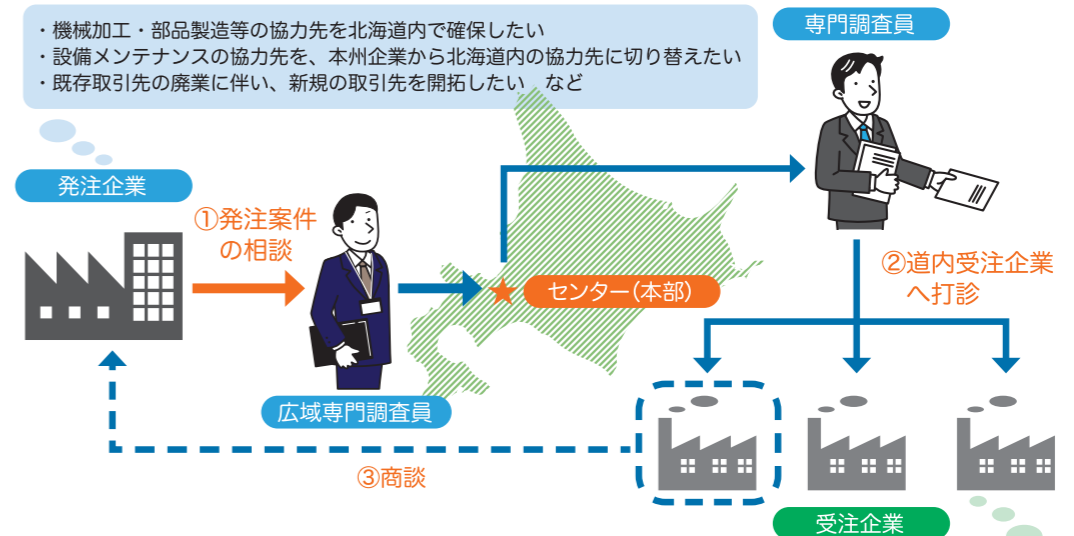 ・機械加工・部品製造等の協力先を北海道内で確保したい
・設備メンテナンスの協力先を、本州企業から北海道内の協力先に切り替えたい
・既存取引先の廃業に伴い、新規の取引先を開拓したい　など
専門調査員
発注企業
①発注案件
の相談
センター(本部)
②道内受注企業
へ打診
広域専門調査員
③商談
受注企業